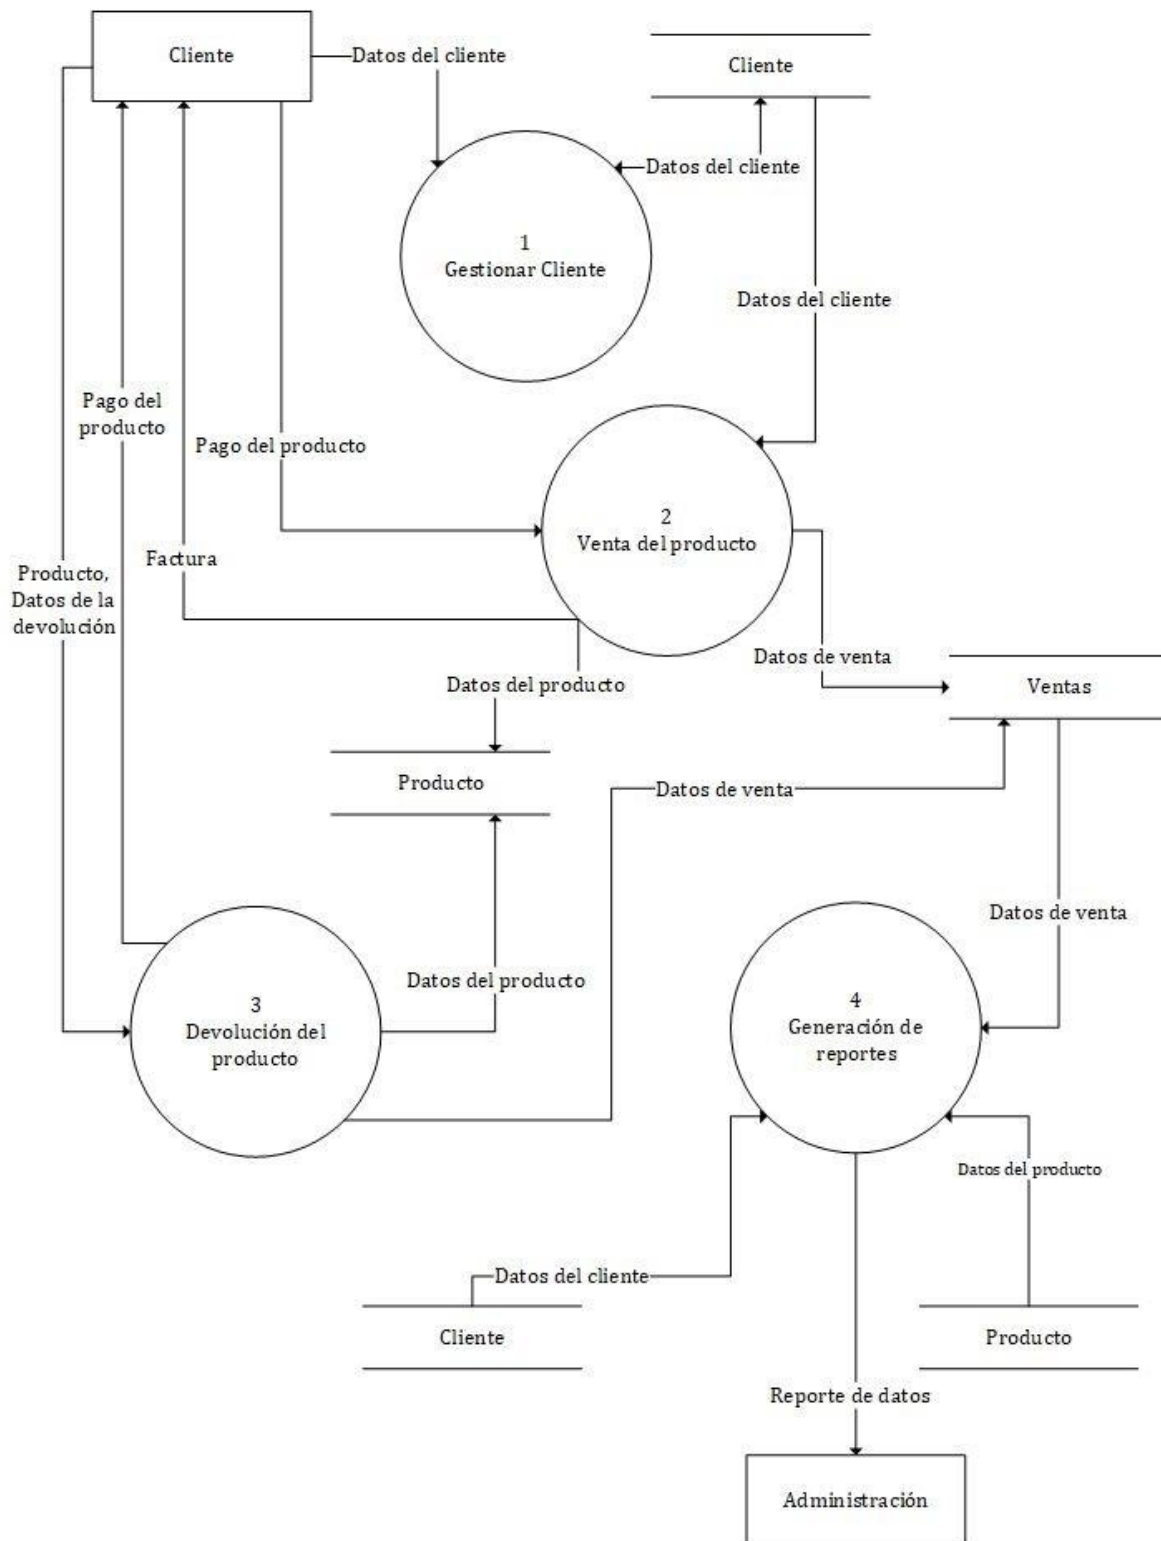 Cliente
Datos del cliente
Cliente
Datos del cliente
1
Gestionar Cliente
Datos del cliente
Pago del
producto
Pago del producto
2
Venta del producto
Factura
Producto,
Datos de la
devolución
Datos de venta
Datos del producto
Ventas
Producto
Datos de venta
Datos de venta
Datos del producto
3
Devolución del
producto
4
Generación de
reportes
Datos del producto
Datos del cliente
Cliente
Producto
Reporte de datos
Administración